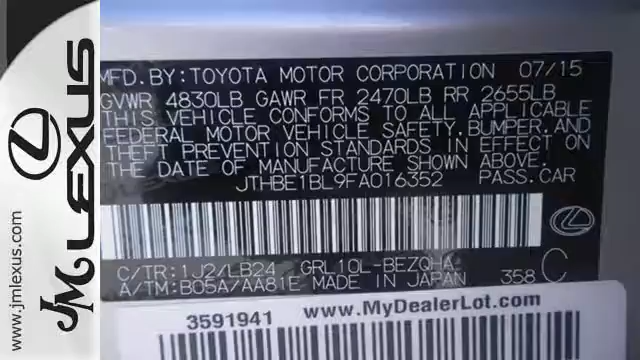 www.jmlexus.com
JM LEXUS
MFD.BY:TOYOTA MOTOR CORPORATION 07/15
GVWR 4830LB GAWR FR 2470LB RR 2655LB
THIS VEHICLE CONFORMS TO ALL APPLICABLE
FEDERAL MOTOR VEHICLE SAFETY,BUMPER,AND
THEFT PREVENTION STANDARDS IN EFFECT ON
THE DATE OF MANUFACTURE SHOWN ABOVE.
JTHBE1BL9FA016352 PASS.CAR
C/TR:1J2/LB24 GRL10L-BEZQHA C
A/TM:B05A/AA81E MADE IN JAPAN 358
3591941 www.MyDealerLot.com